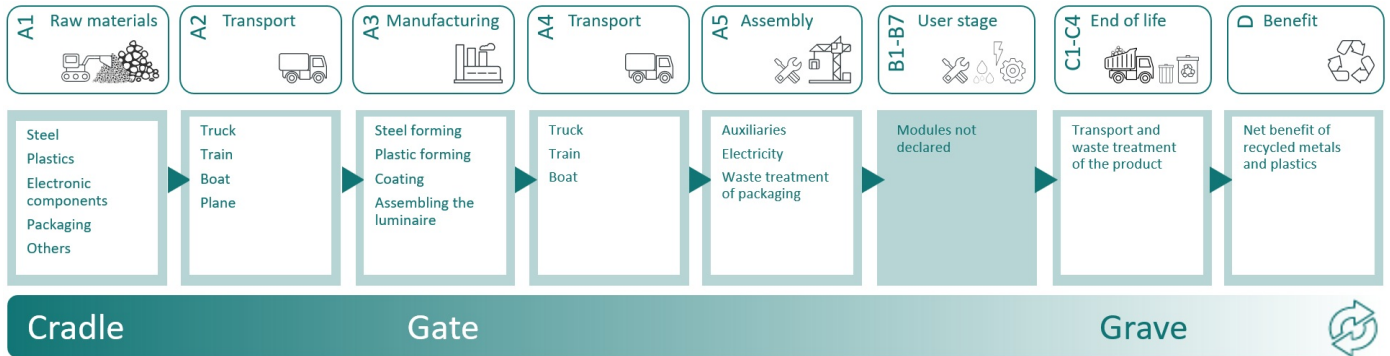 A1 Raw materials
A2 Transport
A3 Manufacturing
A4 Transport
A5 Assembly
B1-B7 User stage
C1-C4 End of life
D Benefit
Steel
Plastics
Electronic
components
Packaging
Others
Truck
Train
Boat
Plane
Steel forming
Plastic forming
Coating
Assembling the
luminaire
Truck
Train
Boat
Auxiliaries
Electricity
Waste treatment
of packaging
Modules not
declared
Transport and
waste treatment
of the product
Net benefit of
recycled metals
and plastics
Cradle
Gate
Grave